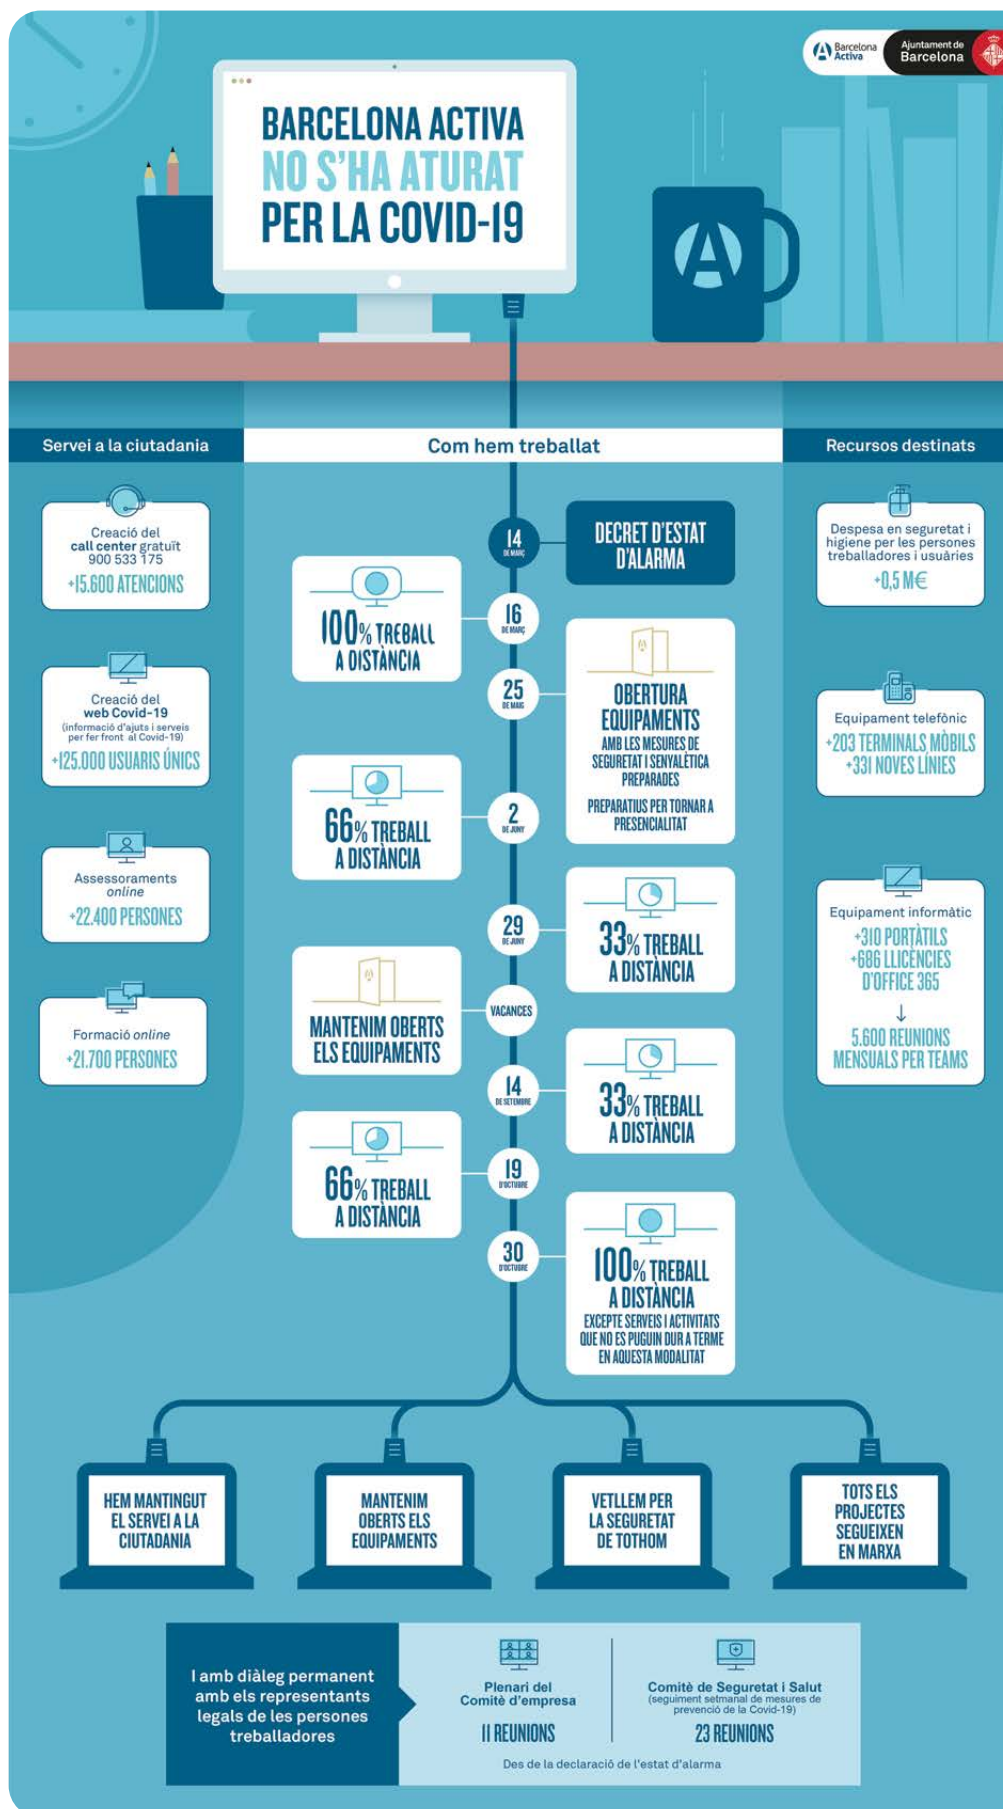 Barcelona
Activa
Ajuntament de
Barcelona
BARCELONA ACTIVA
NO S'HA ATURAT
PER LA COVID-19
A
Servei a la ciutadania
Creació del
call center gratuït
900 533 175
+15.600 ATENCIONS
Creació del
web Covid-19
(informació d'ajuts i serveis
per fer front al Covid-19)
+125.000 USUARIS ÚNICS
Assessoraments
online
+22.400 PERSONES
Formació online
+21.700 PERSONES
Com hem treballat
14
DE MARÇ
DECRET D'ESTAT
D'ALARMA
16
DE MARÇ
100% TREBALL
A DISTÀNCIA
25
DE MAIG
OBERTURA
EQUIPAMENTS
AMB LES MESURES DE
SEGURETAT I SENYALÈTICA
PREPARADES
PREPARATIUS PER TORNAR A
PRESENCIALITAT
2
DE JUNY
66% TREBALL
A DISTÀNCIA
29
DE JUNY
33% TREBALL
A DISTÀNCIA
VACANCES
MANTENIM OBERTS
ELS EQUIPAMENTS
14
DE SETEMBRE
33% TREBALL
A DISTÀNCIA
19
D'OCTUBRE
66% TREBALL
A DISTÀNCIA
30
D'OCTUBRE
100% TREBALL
A DISTÀNCIA
EXCEPTE SERVEIS I ACTIVITATS
QUE NO ES PUGUIN DUR A TERME
EN AQUESTA MODALITAT
Recursos destinats
Despesa en seguretat i
higiene per les persones
treballadores i usuàries
+0,5 M€
Equipament telefònic
+203 TERMINALS MÒBILS
+331 NOVES LÍNIES
Equipament informàtic
+310 PORTÀTILS
+686 LLICÈNCIES
D'OFFICE 365
↓
5.600 REUNIONS
MENSUALS PER TEAMS
HEM MANTINGUT
EL SERVEI A LA
CIUTADANIA
MANTENIM
OBERTS ELS
EQUIPAMENTS
VETLLEM PER
LA SEGURETAT
DE TOTHOM
TOTS ELS
PROJECTES
SEGUEIXEN
EN MARXA
I amb diàleg permanent
amb els representants
legals de les persones
treballadores
Plenari del
Comitè d'empresa
11 REUNIONS
Comitè de Seguretat i Salut
(seguiment setmanal de mesures de
prevenció de la Covid-19)
23 REUNIONS
Des de la declaració de l'estat d'alarma